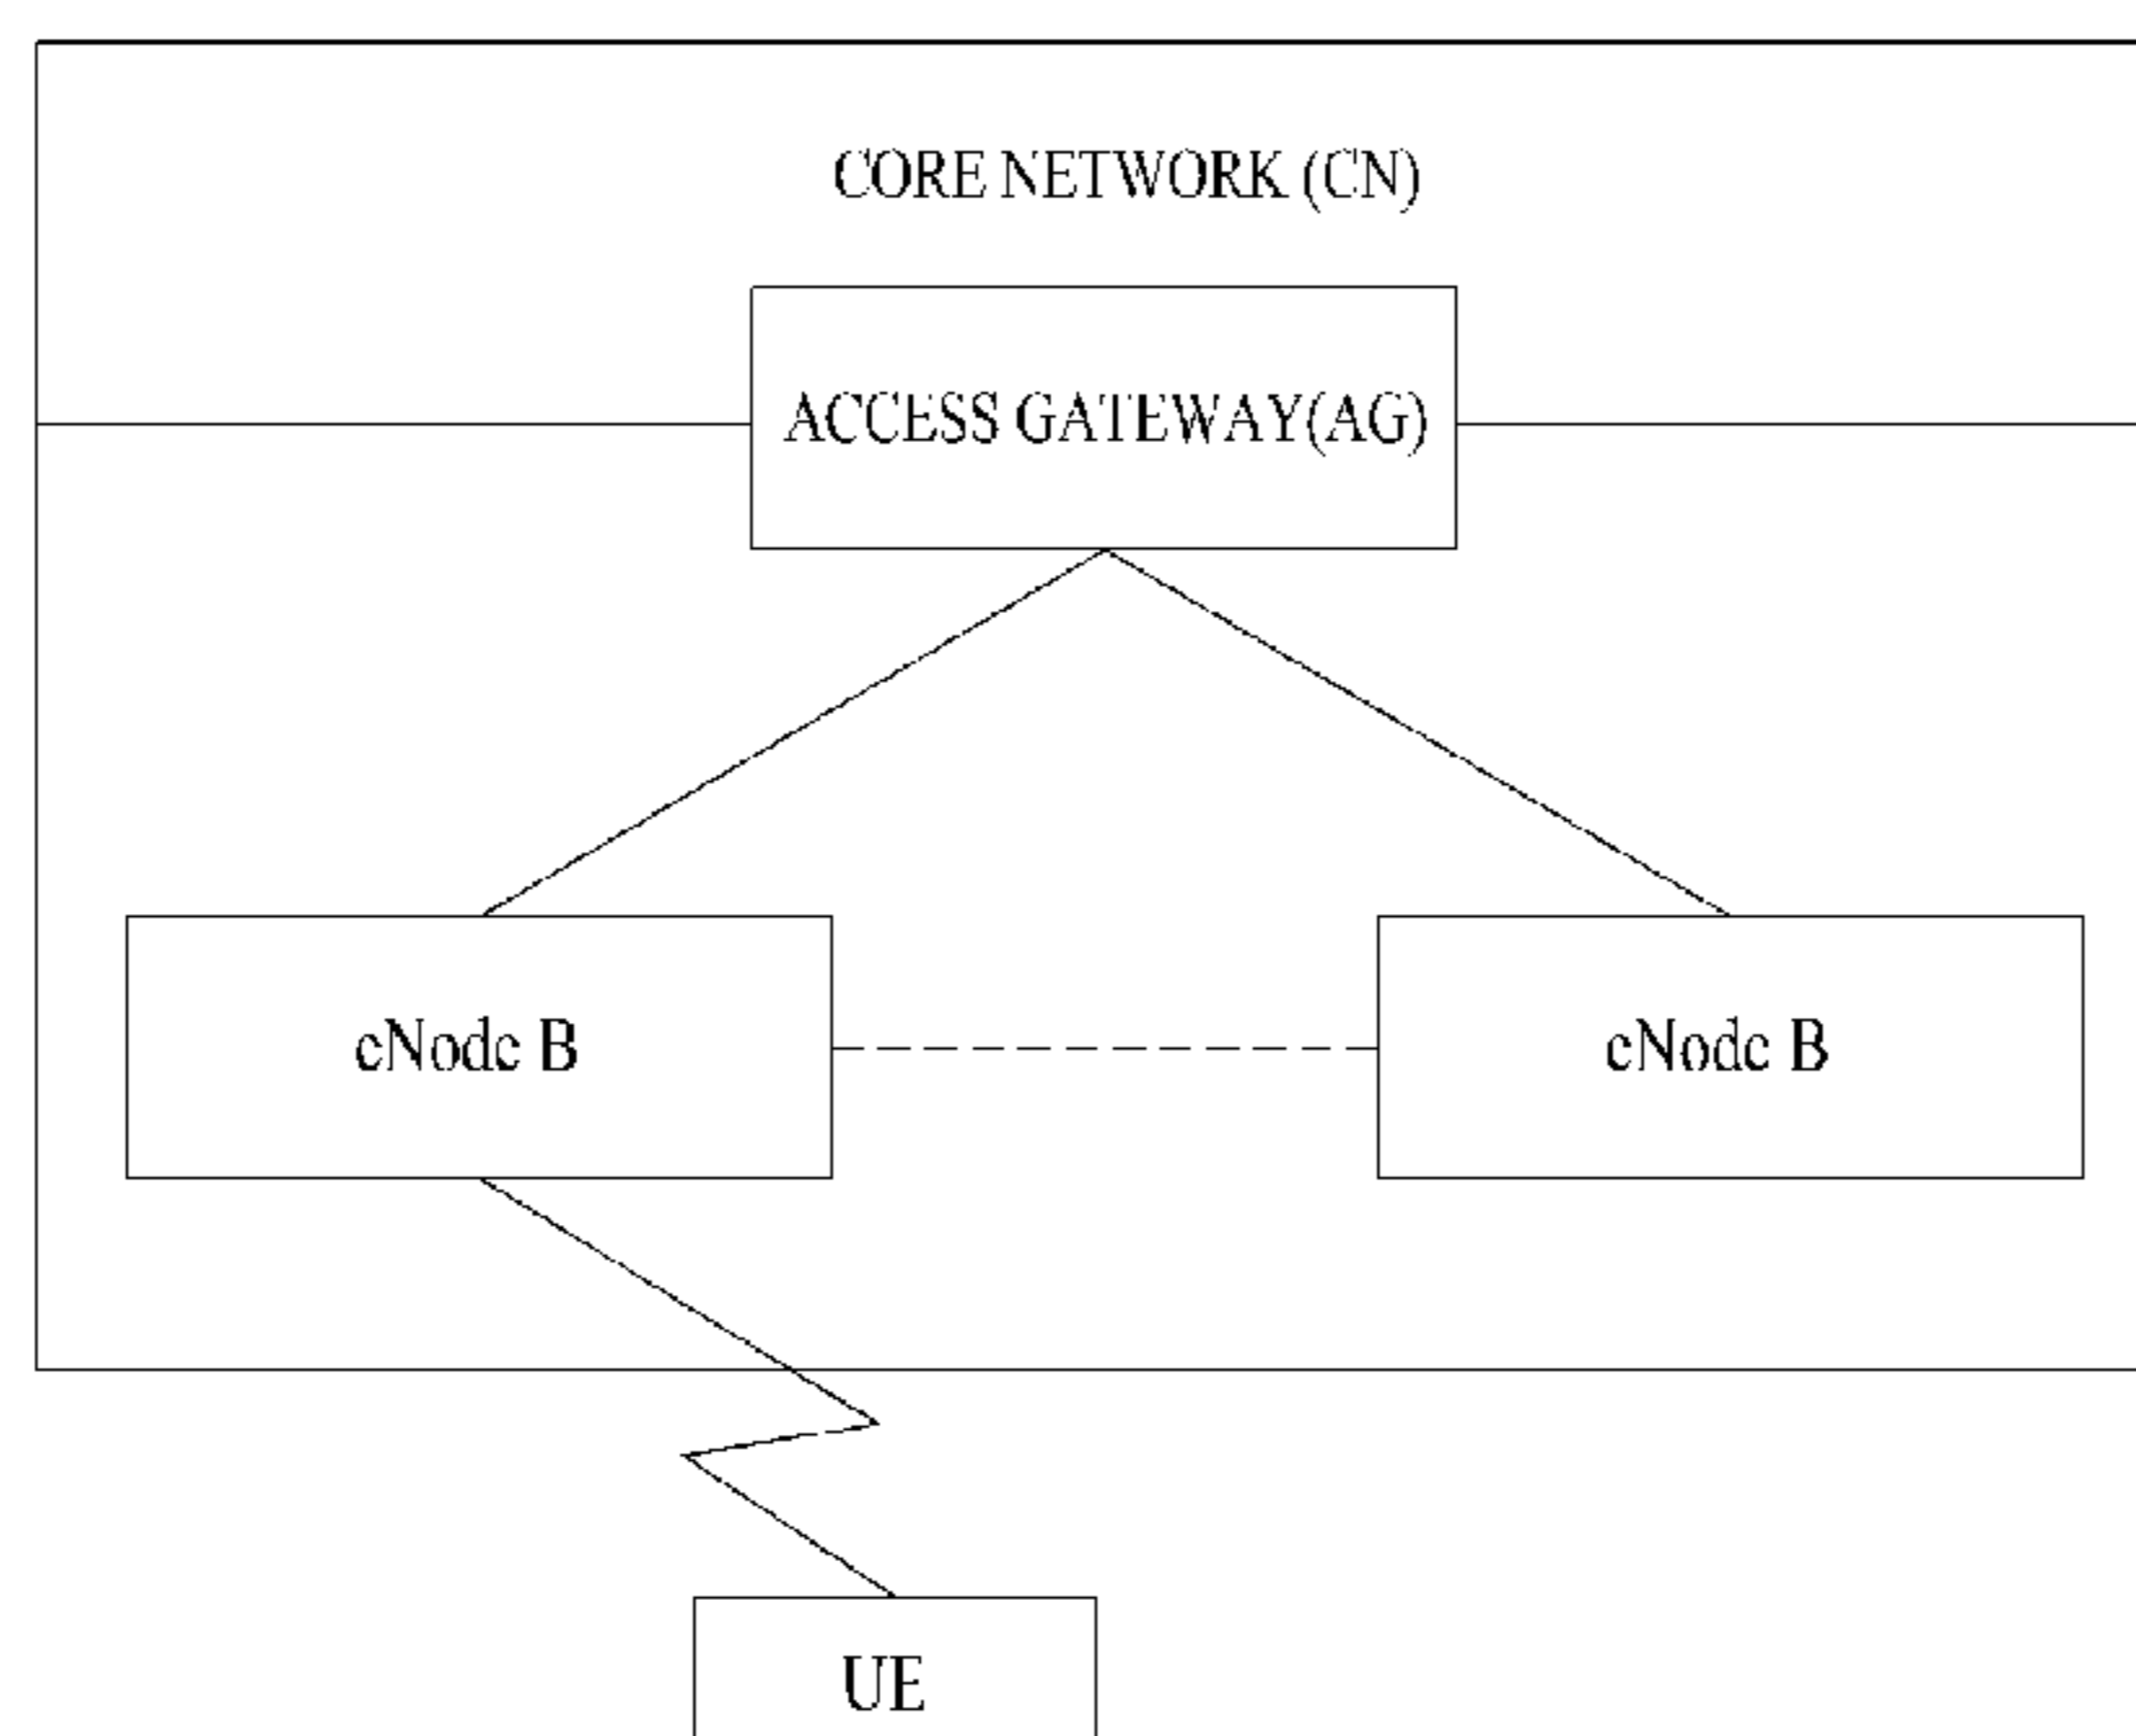 CORE NETWORK (CN)
ACCESS GATEWAY(AG)
eNode B
eNode B
UE